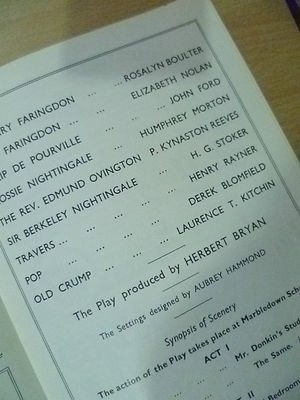 RY FARINGDON ... ... ROSALYN BOULTER
FARINGDON ... ... ELIZABETH NOLAN
IP DE POURVILLE ... ... JOHN FORD
OSSIE NIGHTINGALE ... HUMPHREY MORTON
THE REV. EDMUND OVINGTON P. KYNASTON REEVES
SIR BERKELEY NIGHTINGALE ... H. G. STOKER
TRAVERS ... ... ... ... HENRY RAYNER
POP ... ... ... ... DEREK BLOMFIELD
OLD CRUMP ... ... LAURENCE T. KITCHIN
The Play produced by HERBERT BRYAN
The Settings designed by AUBREY HAMMOND
Synopsis of Scenery
The action of the Play takes place at Marbledown Scho
ACT I
... ... ... Mr. Donkin's Stud
... ... ... The Same.
II
Bedroom